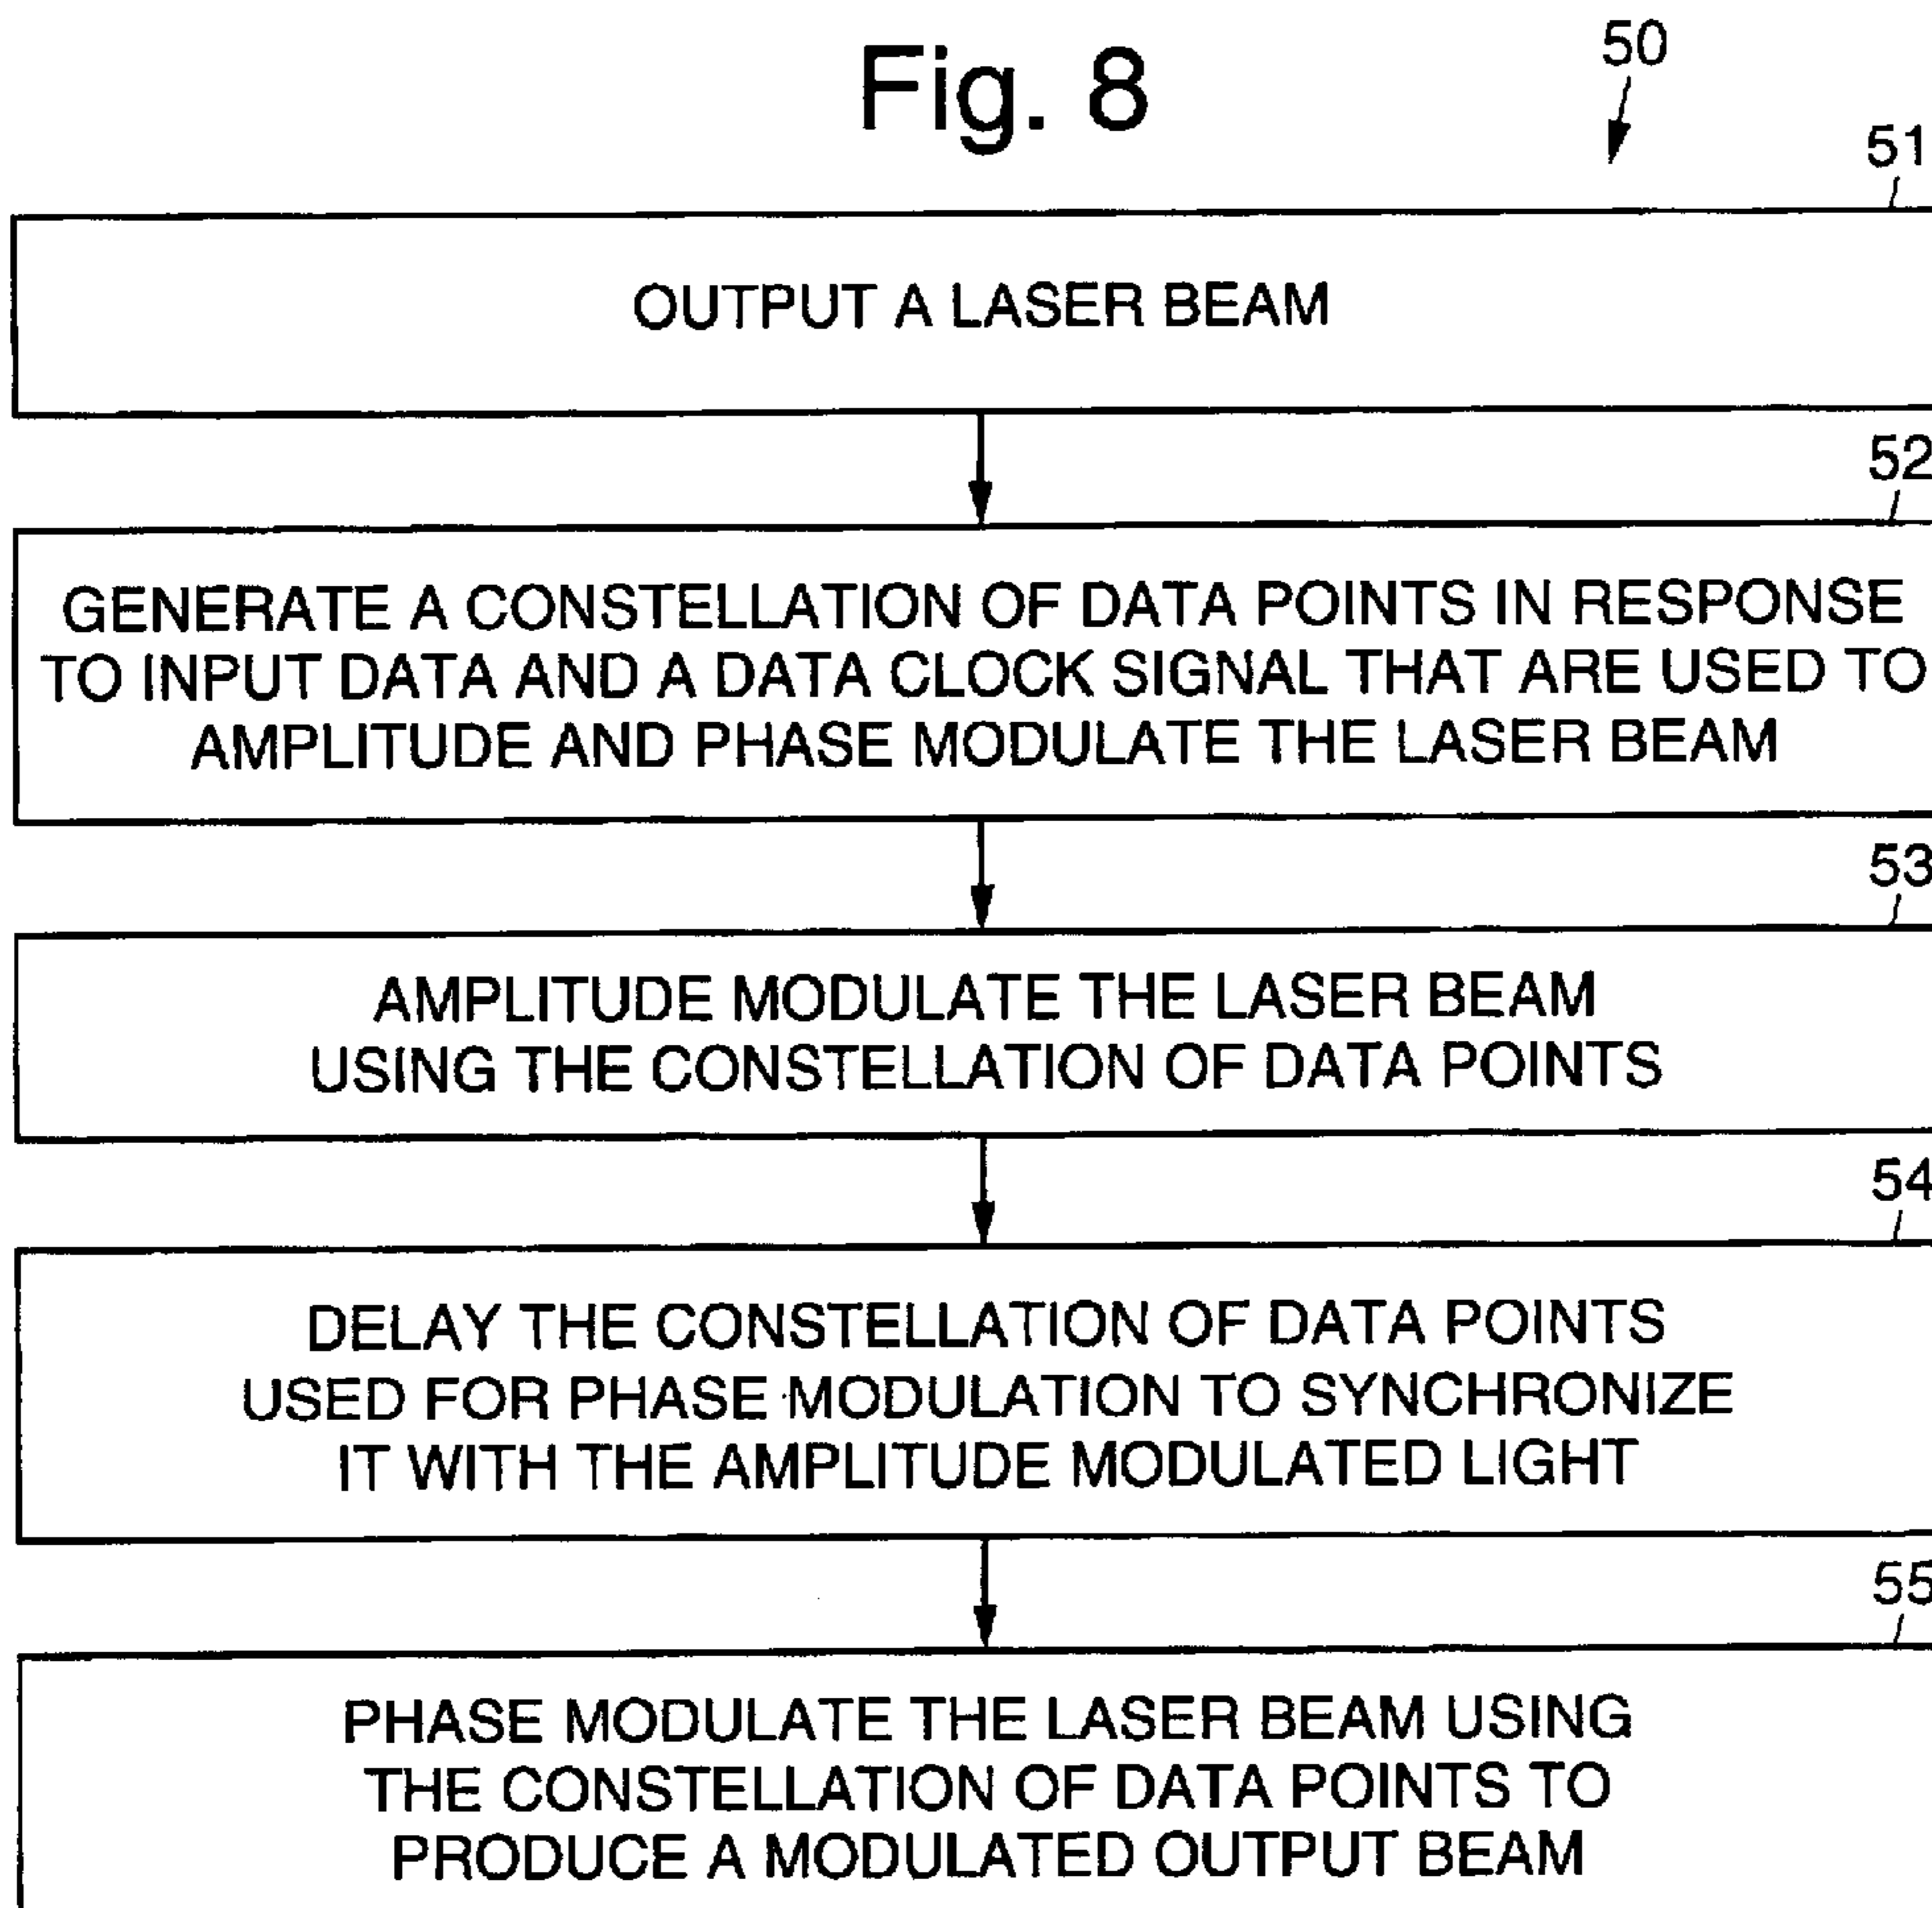 Fig. 8
50
51
OUTPUT A LASER BEAM
52
GENERATE A CONSTELLATION OF DATA POINTS IN RESPONSE
TO INPUT DATA AND A DATA CLOCK SIGNAL THAT ARE USED TO
AMPLITUDE AND PHASE MODULATE THE LASER BEAM
53
AMPLITUDE MODULATE THE LASER BEAM
USING THE CONSTELLATION OF DATA POINTS
54
DELAY THE CONSTELLATION OF DATA POINTS
USED FOR PHASE MODULATION TO SYNCHRONIZE
IT WITH THE AMPLITUDE MODULATED LIGHT
55
PHASE MODULATE THE LASER BEAM USING
THE CONSTELLATION OF DATA POINTS TO
PRODUCE A MODULATED OUTPUT BEAM